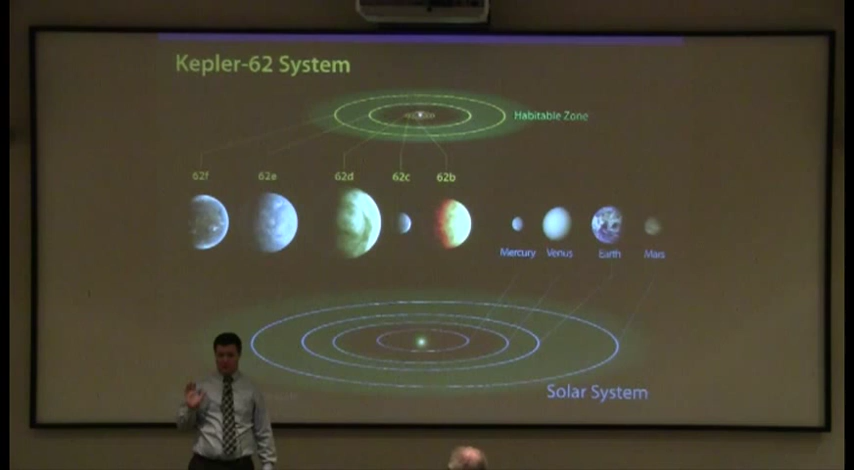 Kepler-62 System
Habitable Zone
62f 62e 62d 62c 62b
Mercury Venus Earth Mars
Solar System